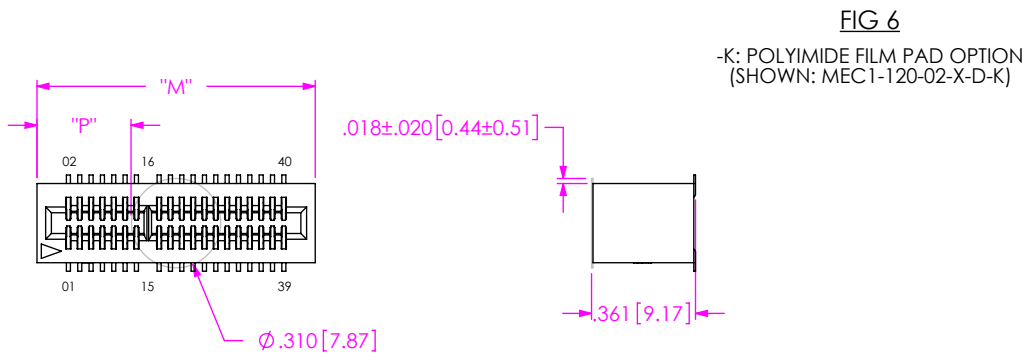 FIG 6
-K: POLYIMIDE FILM PAD OPTION
(SHOWN: MEC1-120-02-X-D-K)
"M"
"P"
.018±.020[0.44±0.51]
02 16 40
01 15 39
.361[9.17]
Ø.310[7.87]